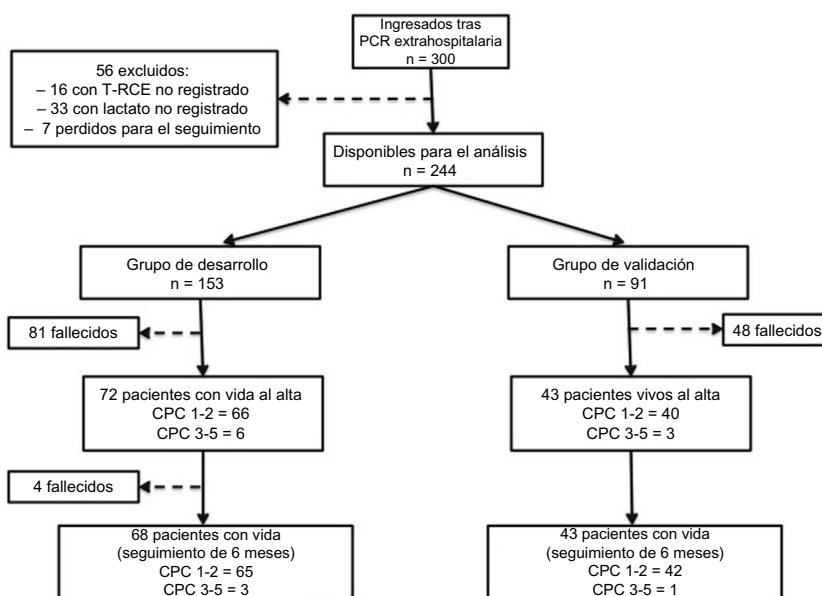 Ingresados tras
PCR extrahospitalaria
n = 300
56 excluidos:
– 16 con T-RCE no registrado
– 33 con lactato no registrado
– 7 perdidos para el seguimiento
Disponibles para el análisis
n = 244
Grupo de desarrollo
n = 153
Grupo de validación
n = 91
81 fallecidos
48 fallecidos
72 pacientes con vida al alta
CPC 1-2 = 66
CPC 3-5 = 6
43 pacientes vivos al alta
CPC 1-2 = 40
CPC 3-5 = 3
4 fallecidos
68 pacientes con vida
(seguimiento de 6 meses)
CPC 1-2 = 65
CPC 3-5 = 3
43 pacientes con vida
(seguimiento de 6 meses)
CPC 1-2 = 42
CPC 3-5 = 1